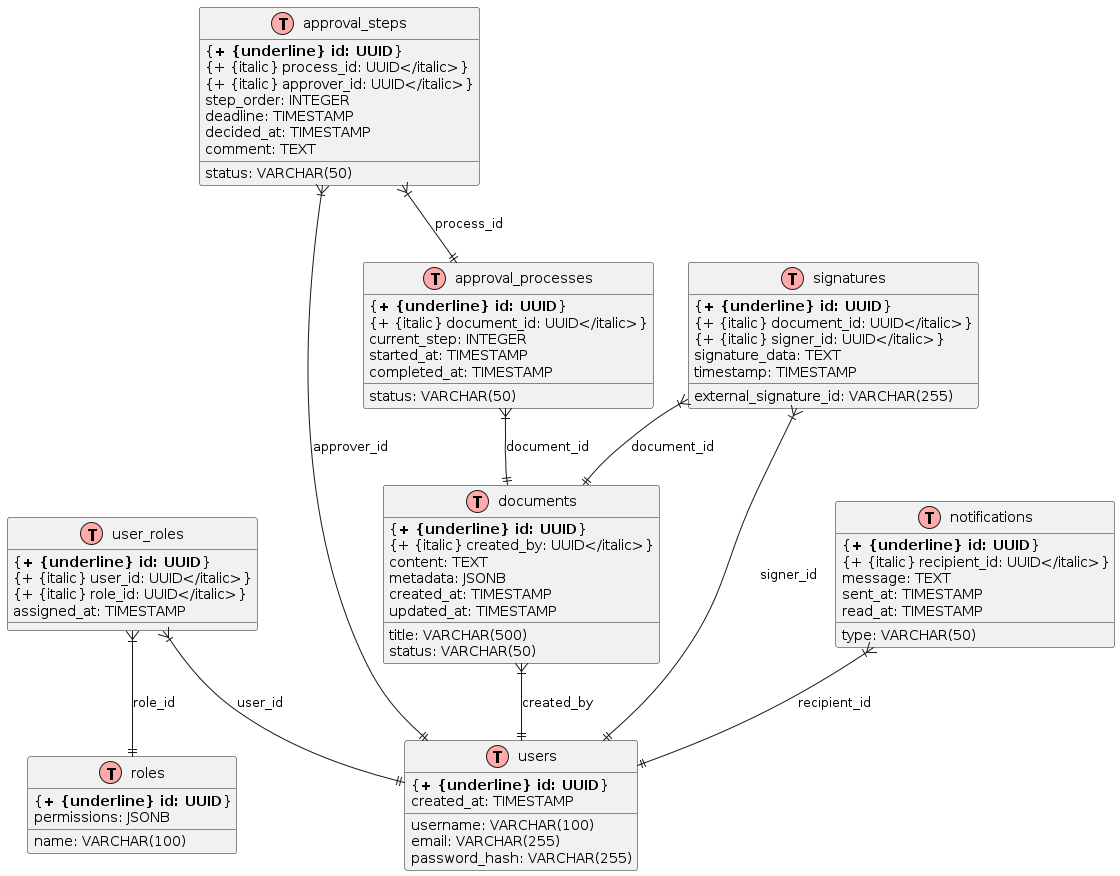 T approval_steps
{+ {underline} id: UUID}
{+ {italic} process_id: UUID</italic>}
{+ {italic} approver_id: UUID</italic>}
step_order: INTEGER
deadline: TIMESTAMP
decided_at: TIMESTAMP
comment: TEXT
status: VARCHAR(50)
process_id
T approval_processes
{+ {underline} id: UUID}
{+ {italic} document_id: UUID</italic>}
current_step: INTEGER
started_at: TIMESTAMP
completed_at: TIMESTAMP
status: VARCHAR(50)
T signatures
{+ {underline} id: UUID}
{+ {italic} document_id: UUID</italic>}
{+ {italic} signer_id: UUID</italic>}
signature_data: TEXT
timestamp: TIMESTAMP
external_signature_id: VARCHAR(255)
approver_id
document_id
document_id
T user_roles
{+ {underline} id: UUID}
{+ {italic} user_id: UUID</italic>}
{+ {italic} role_id: UUID</italic>}
assigned_at: TIMESTAMP
T documents
{+ {underline} id: UUID}
{+ {italic} created_by: UUID</italic>}
content: TEXT
metadata: JSONB
created_at: TIMESTAMP
updated_at: TIMESTAMP
title: VARCHAR(500)
status: VARCHAR(50)
signer_id
T notifications
{+ {underline} id: UUID}
{+ {italic} recipient_id: UUID</italic>}
message: TEXT
sent_at: TIMESTAMP
read_at: TIMESTAMP
type: VARCHAR(50)
role_id
user_id
created_by
recipient_id
T roles
{+ {underline} id: UUID}
permissions: JSONB
name: VARCHAR(100)
T users
{+ {underline} id: UUID}
created_at: TIMESTAMP
username: VARCHAR(100)
email: VARCHAR(255)
password_hash: VARCHAR(255)